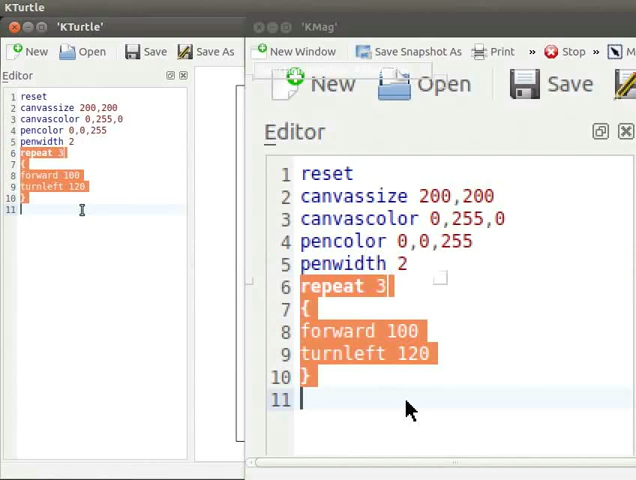 KTurtle
'KTurtle'
'KMag'
New Open Save Save As
New Window Save Snapshot As Print » Stop »
Editor
1 reset
2 canvassize 200,200
3 canvascolor 0,255,0
4 pencolor 0,0,255
5 penwidth 2
6 repeat 3
7 {
8 forward 100
9 turnleft 120
10 }
11
New Open Save
Editor
1 reset
2 canvassize 200,200
3 canvascolor 0,255,0
4 pencolor 0,0,255
5 penwidth 2
6 repeat 3
7 {
8 forward 100
9 turnleft 120
10 }
11